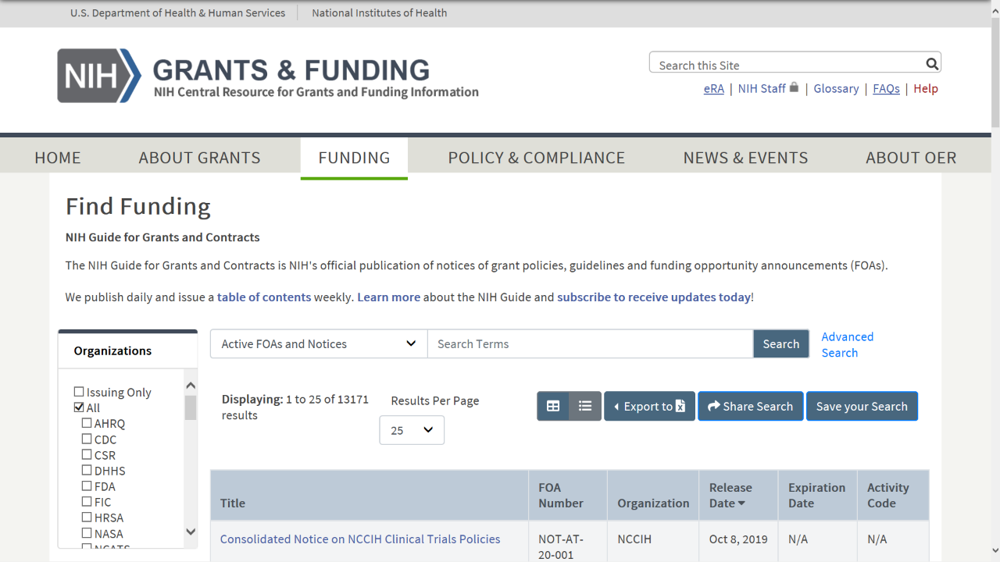 U.S. Department of Health & Human Services
National Institutes of Health
NIH
GRANTS & FUNDING
NIH Central Resource for Grants and Funding Information
Search this Site
eRA | NIH Staff | Glossary | FAQs | Help
HOME
ABOUT GRANTS
FUNDING
POLICY & COMPLIANCE
NEWS & EVENTS
ABOUT OER
Find Funding
NIH Guide for Grants and Contracts
The NIH Guide for Grants and Contracts is NIH's official publication of notices of grant policies, guidelines and funding opportunity announcements (FOAs).
We publish daily and issue a table of contents weekly. Learn more about the NIH Guide and subscribe to receive updates today!
Organizations
Issuing Only
All
AHRQ
CDC
CSR
DHHS
FDA
FIC
HRSA
NASA
NCATS
Active FOAs and Notices
Search Terms
Search
Advanced
Search
Displaying: 1 to 25 of 13171
results
Results Per Page
25
Export to
Share Search
Save your Search
Title
FOA
Number
Organization
Release
Date
Expiration
Date
Activity
Code
Consolidated Notice on NCCIH Clinical Trials Policies
NOT-AT-
20-001
NCCIH
Oct 8, 2019
N/A
N/A